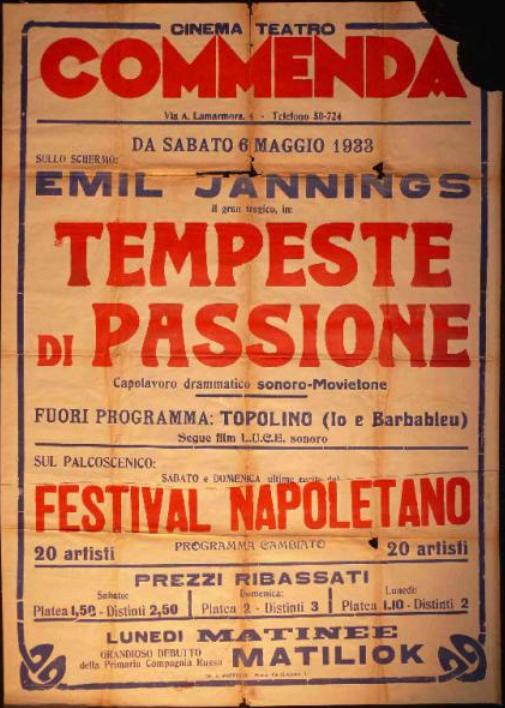 CINEMA TEATRO
COMMENDA
Via A. Lamarmora, 4 - Telefono 50-724
DA SABATO 6 MAGGIO 1933
SULLO SCHERMO:
EMIL JANNINGS
il gran tragico, in:
TEMPESTE
DI PASSIONE
Capolavoro drammatico sonoro-Movietone
FUORI PROGRAMMA: TOPOLINO (Io e Barbableu)
Segue film L.U.C.E. sonoro
SUL PALCOSCENICO:
SABATO e DOMENICA ultime del
FESTIVAL NAPOLETANO
20 artisti PROGRAMMA CAMBIATO 20 artisti
PREZZI RIBASSATI
Sabato: Domenica: Lunedì:
Platea 1,50 - Distinti 2,50 Platea 2 - Distinti 3 Platea 1.10 - Distinti 2
LUNEDI MATINEE
GRANDIOSO DEBUTTO
della Primaria Compagnia Russa MATILIOK